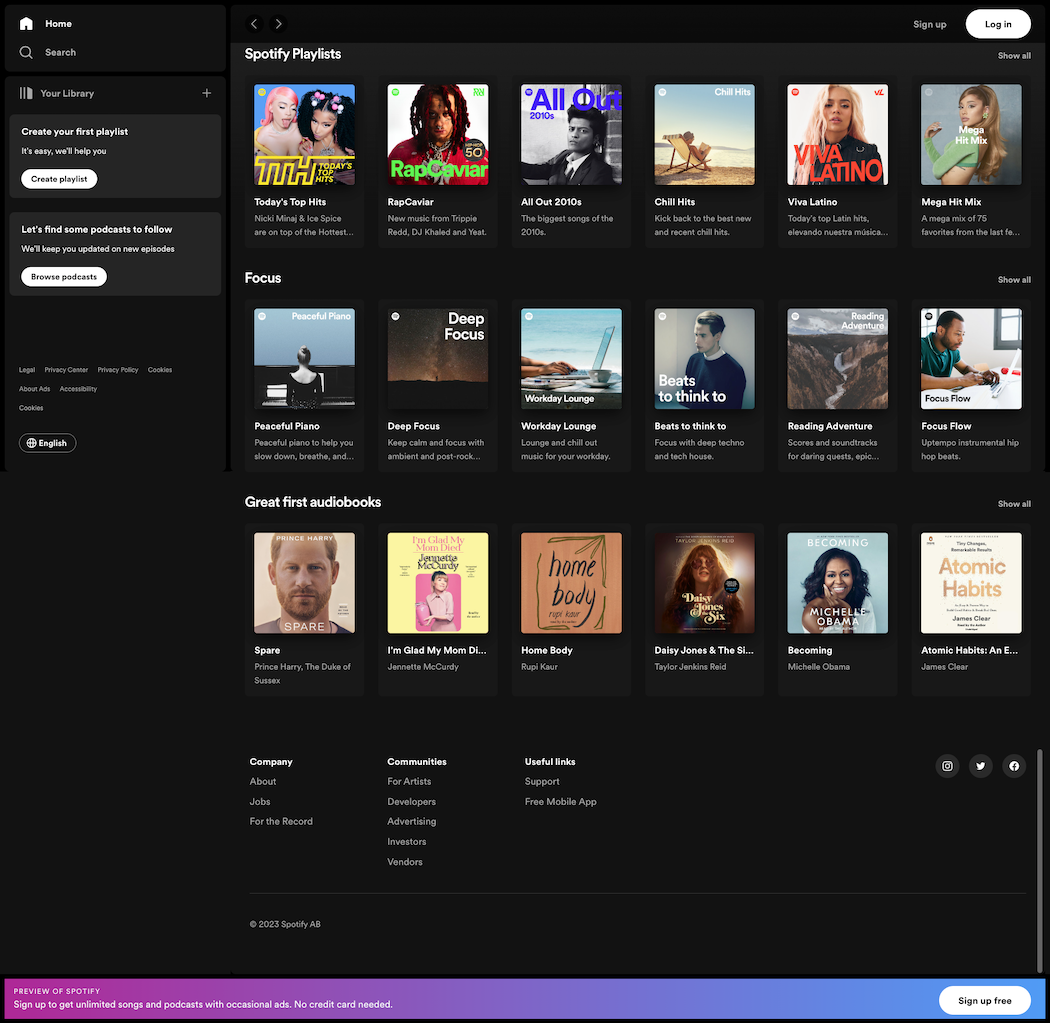 Home
Search
Your Library
Create your first playlist
It's easy, we'll help you
Create playlist
Let's find some podcasts to follow
We'll keep you updated on new episodes
Browse podcasts
Legal Privacy Center Privacy Policy Cookies
About Ads Accessibility
Cookies
English
Sign up Log in
Spotify Playlists
Show all
TTH TODAY'S
TOP
HITS
Today's Top Hits
Nicki Minaj & Ice Spice
are on top of the Hottest...
HIP-HOP
50
RapCaviar
RapCaviar
New music from Trippie
Redd, DJ Khaled and Yeat.
All Out
2010s
All Out 2010s
The biggest songs of the
2010s.
Chill Hits
Chill Hits
Kick back to the best new
and recent chill hits.
VL
VIVA
LATINO
Viva Latino
Today's top Latin hits,
elevando nuestra música...
Mega
Hit Mix
Mega Hit Mix
A mega mix of 75
favorites from the last fe...
Focus
Show all
Peaceful Piano
Peaceful Piano
Peaceful piano to help you
slow down, breathe, and...
Deep
Focus
Deep Focus
Keep calm and focus with
ambient and post-rock...
Workday Lounge
Workday Lounge
Lounge and chill out
music for your workday.
Beats
to think to
Beats to think to
Focus with deep techno
and tech house.
Reading
Adventure
Reading Adventure
Scores and soundtracks
for daring quests, epic...
Focus Flow
Focus Flow
Uptempo instrumental hip
hop beats.
Great first audiobooks
Show all
PRINCE HARRY
SPARE
Spare
Prince Harry, The Duke of
Sussex
I'm Glad My
Mom Died
Jennette
McCurdy
I'm Glad My Mom Di...
Jennette McCurdy
home
body
rupi kaur
Home Body
Rupi Kaur
TAYLOR JENKINS REID
Daisy
Jones &
the Six
Daisy Jones & The Si...
Taylor Jenkins Reid
BECOMING
MICHELLE
OBAMA
Becoming
Michelle Obama
Tiny Changes,
Remarkable Results
Atomic
Habits
James Clear
Atomic Habits: An E...
James Clear
Company
About
Jobs
For the Record
Communities
For Artists
Developers
Advertising
Investors
Vendors
Useful links
Support
Free Mobile App
© 2023 Spotify AB
PREVIEW OF SPOTIFY
Sign up to get unlimited songs and podcasts with occasional ads. No credit card needed.
Sign up free